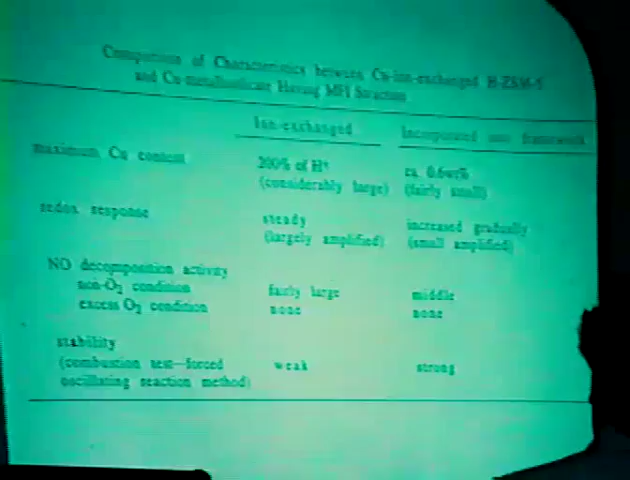 Comparison of Characteristics between Cu-ion-exchanged H-ZSM-5
and Cu-metallosilicate Having MFI Structure
Ion-exchanged Incorporated into framework
maximum Cu content 200% of H+ ca. 0.6wt%
(considerably large) (fairly small)
redox response steady increased gradually
(largely amplified) (small amplified)
NO decomposition activity
non-O2 condition fairly large middle
excess O2 condition none none
stability
(combustion test—forced weak strong
oscillating reaction method)